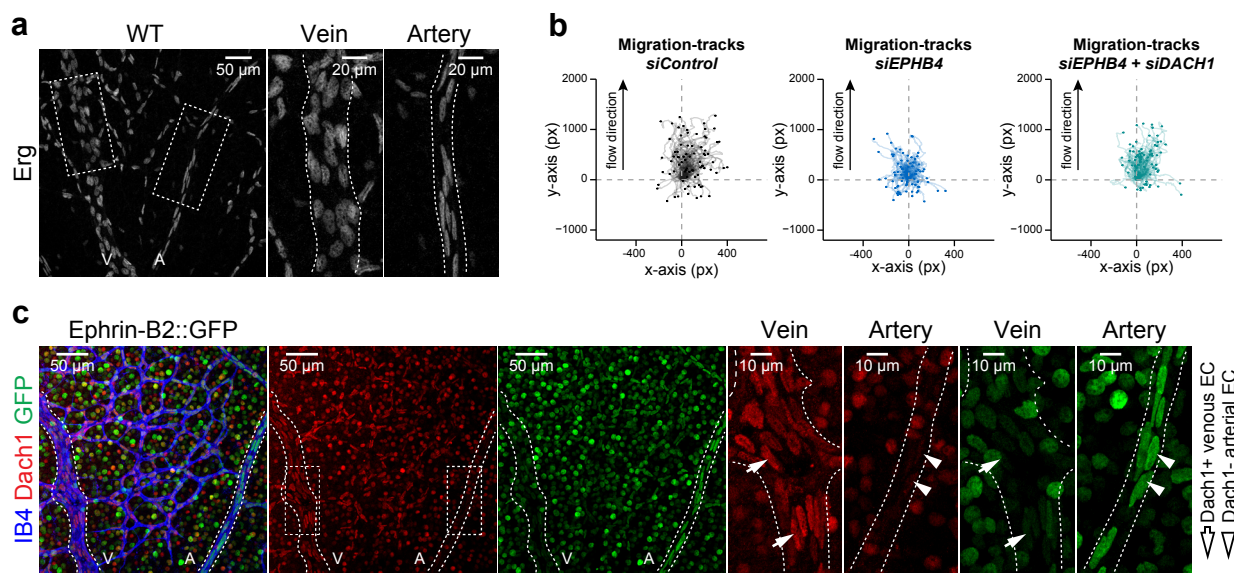 a
WT
Vein
Artery
50 µm
20 µm
20 µm
Erg
V
A
b
Migration-tracks
siControl
2000
1000
0
−1000
y-axis (px)
flow direction
-400
0
400
x-axis (px)
Migration-tracks
siEPHB4
2000
1000
0
−1000
y-axis (px)
flow direction
-400
0
400
x-axis (px)
Migration-tracks
siEPHB4 + siDACH1
2000
1000
0
−1000
y-axis (px)
flow direction
-400
0
400
x-axis (px)
c
Ephrin-B2::GFP
Vein
Artery
Vein
Artery
50 µm
50 µm
50 µm
10 µm
10 µm
10 µm
10 µm
IB4 Dach1 GFP
V
A
V
A
V
A
Dach1+ venous EC
Dach1- arterial EC